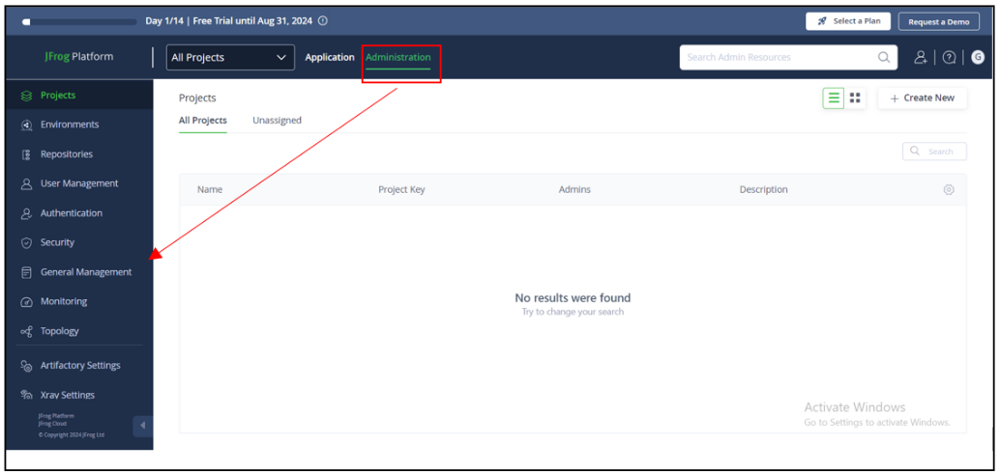 Day 1/14 | Free Trial until Aug 31, 2024
Select a Plan
Request a Demo
JFrog Platform
All Projects
Application
Administration
Search Admin Resources
G
Projects
Environments
Repositories
User Management
Authentication
Security
General Management
Monitoring
Topology
Artifactory Settings
Xray Settings
JFrog Platform
JFrog Cloud
© Copyright 2024 JFrog Ltd
Projects
+ Create New
All Projects
Unassigned
Search
Name
Project Key
Admins
Description
No results were found
Try to change your search
Activate Windows
Go to Settings to activate Windows.